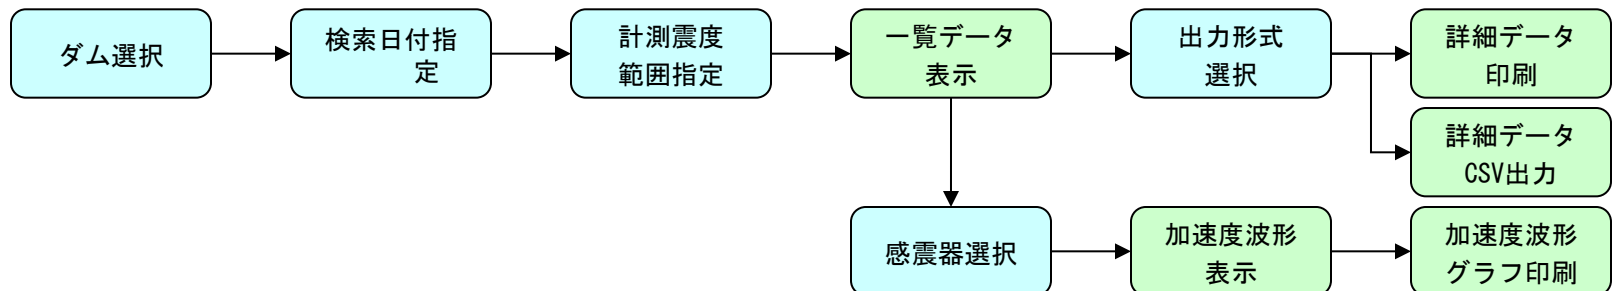 ダム選択
検索日付指
定
計測震度
範囲指定
一覧データ
表示
出力形式
選択
詳細データ
印刷
詳細データ
CSV出力
感震器選択
加速度波形
表示
加速度波形
グラフ印刷